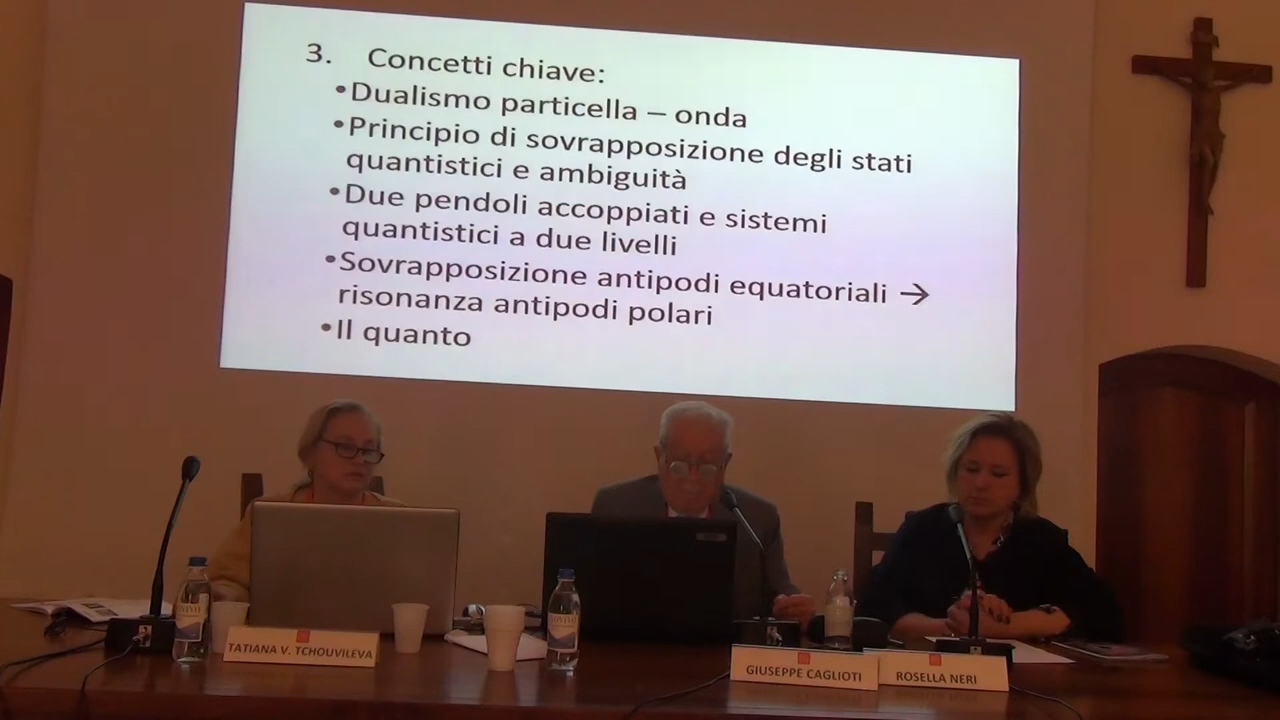 3. Concetti chiave:
•Dualismo particella – onda
•Principio di sovrapposizione degli stati
quantistici e ambiguità
•Due pendoli accoppiati e sistemi
quantistici a due livelli
•Sovrapposizione antipodi equatoriali →
risonanza antipodi polari
•Il quanto
TATIANA V. TCHOUVILEVA
GIUSEPPE CAGLIOTI
ROSELLA NERI